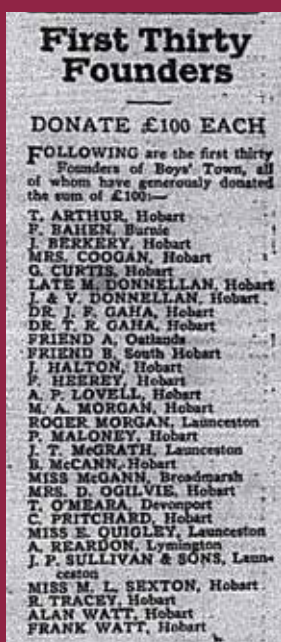 First Thirty
Founders
DONATE £100 EACH
FOLLOWING are the first thirty
Founders of Boys' Town, all
of whom have generously donated
the sum of £100:—
T. ARTHUR, Hobart
F. BAHEN, Burnie
J. BERKERY, Hobart
MRS. COOGAN, Hobart
G. CURTIS, Hobart
LATE M. DONNELLAN, Hobart
J. & V. DONNELLAN, Hobart
DR. J. F. GAHA, Hobart
DR. T. R. GAHA, Hobart
FRIEND A, Oatlands
FRIEND B, South Hobart
J. HALTON, Hobart
F. HEEREY, Hobart
A. P. LOVELL, Hobart
M. A. MORGAN, Hobart
ROGER MORGAN, Launceston
P. MALONEY, Hobart
J. T. McGRATH, Launceston
B. McCANN, Hobart
MISS McGANN, Broadmarsh
MRS. D. OGILVIE, Hobart
T. O'MEARA, Devonport
C. PRITCHARD, Hobart
MISS E. QUIGLEY, Launceston
A. REARDON, Lymington
J. P. SULLIVAN & SONS, Laun-
ceston
MISS M. L. SEXTON, Hobart
R. TRACEY, Hobart
ALAN WATT, Hobart
FRANK WATT, Hobart